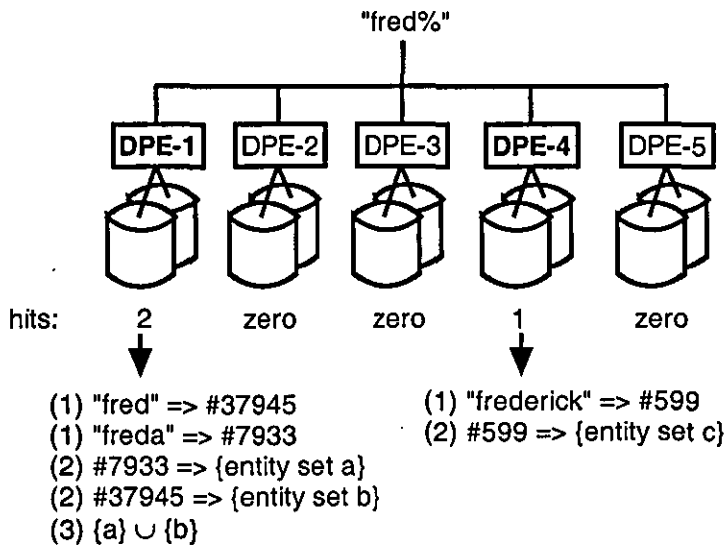 "fred%"
DPE-1 DPE-2 DPE-3 DPE-4 DPE-5
hits: 2 zero zero 1 zero
(1) "fred" => #37945
(1) "freda" => #7933
(2) #7933 => {entity set a}
(2) #37945 => {entity set b}
(3) {a} ∪ {b}
(1) "frederick" => #599
(2) #599 => {entity set c}